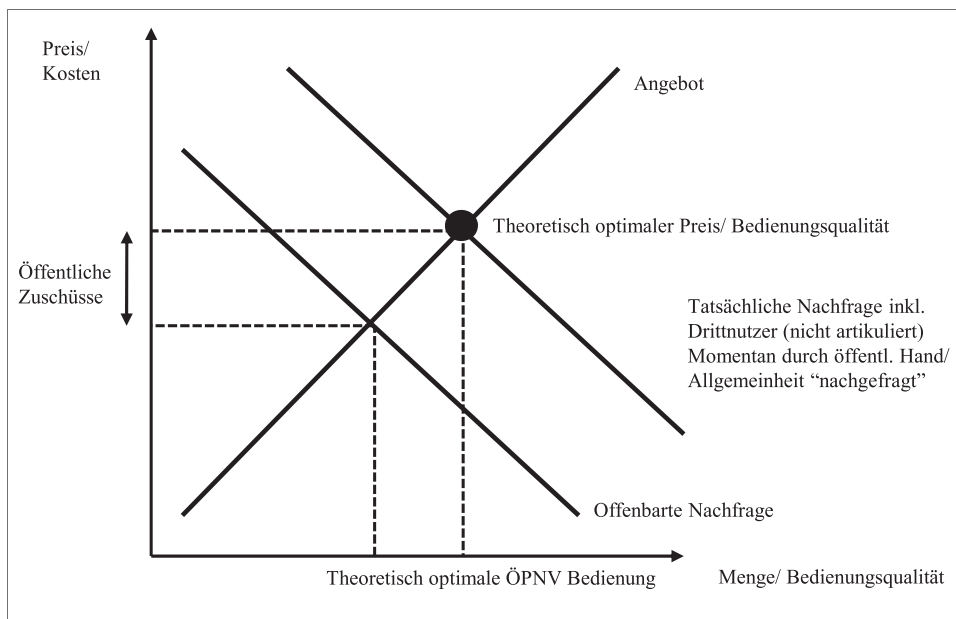 Preis/
Kosten
Angebot
Theoretisch optimaler Preis/ Bedienungsqualität
Öffentliche
Zuschüsse
Tatsächliche Nachfrage inkl.
Drittnutzer (nicht artikuliert)
Momentan durch öffentl. Hand/
Allgemeinheit “nachgefragt”
Offenbarte Nachfrage
Theoretisch optimale ÖPNV Bedienung
Menge/ Bedienungsqualität